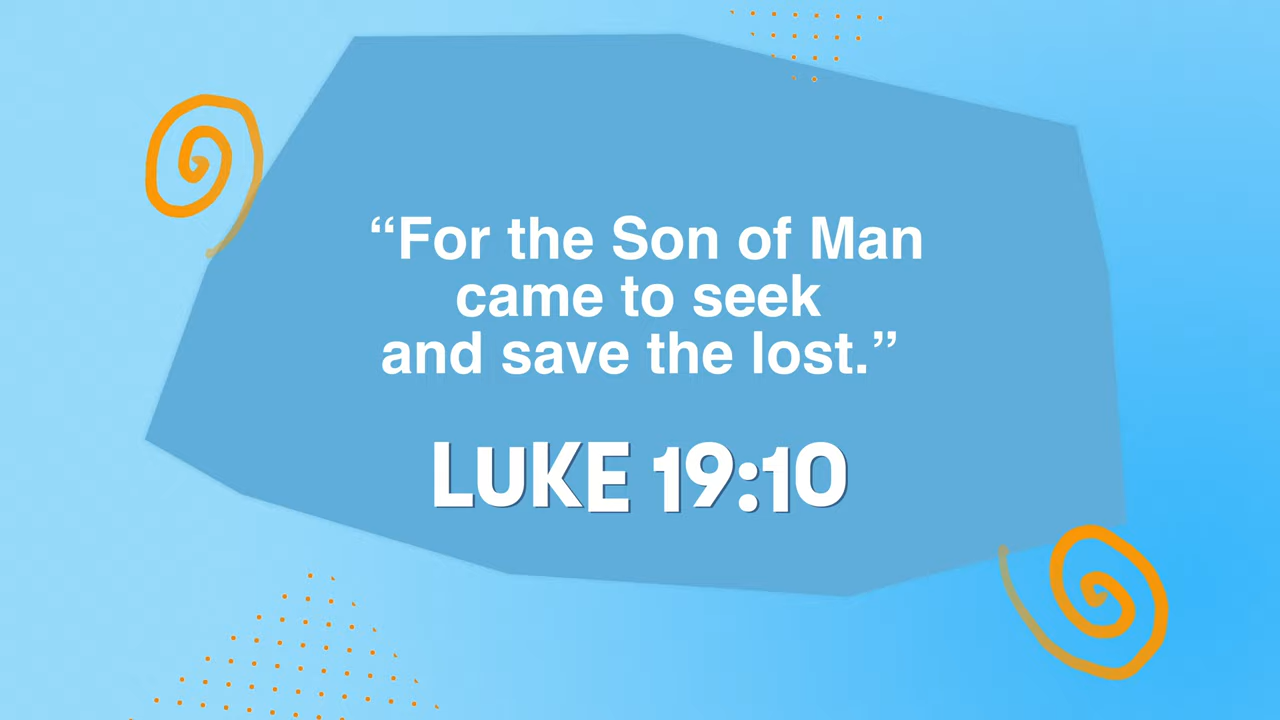 “For the Son of Man
came to seek
and save the lost.”
LUKE 19:10